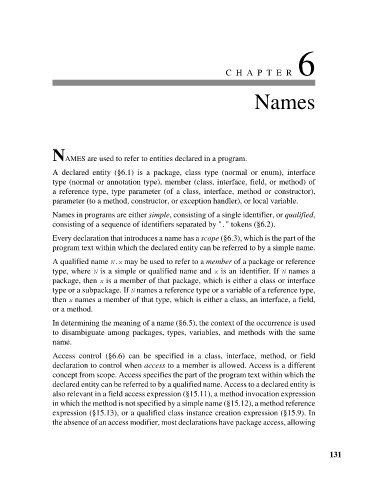 CHAPTER 6
Names
NAMES are used to refer to entities declared in a program.
A declared entity (§6.1) is a package, class type (normal or enum), interface
type (normal or annotation type), member (class, interface, field, or method) of
a reference type, type parameter (of a class, interface, method or constructor),
parameter (to a method, constructor, or exception handler), or local variable.
Names in programs are either simple, consisting of a single identifier, or qualified,
consisting of a sequence of identifiers separated by "." tokens (§6.2).
Every declaration that introduces a name has a scope (§6.3), which is the part of the
program text within which the declared entity can be referred to by a simple name.
A qualified name N.x may be used to refer to a member of a package or reference
type, where N is a simple or qualified name and x is an identifier. If N names a
package, then x is a member of that package, which is either a class or interface
type or a subpackage. If N names a reference type or a variable of a reference type,
then x names a member of that type, which is either a class, an interface, a field,
or a method.
In determining the meaning of a name (§6.5), the context of the occurrence is used
to disambiguate among packages, types, variables, and methods with the same
name.
Access control (§6.6) can be specified in a class, interface, method, or field
declaration to control when access to a member is allowed. Access is a different
concept from scope. Access specifies the part of the program text within which the
declared entity can be referred to by a qualified name. Access to a declared entity is
also relevant in a field access expression (§15.11), a method invocation expression
in which the method is not specified by a simple name (§15.12), a method reference
expression (§15.13), or a qualified class instance creation expression (§15.9). In
the absence of an access modifier, most declarations have package access, allowing
131